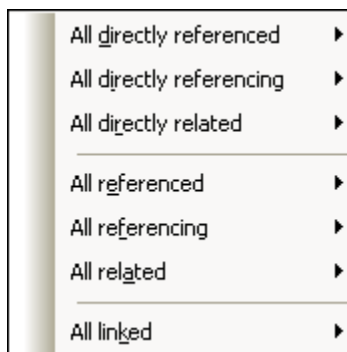 All directly referenced
All directly referencing
All directly related
All referenced
All referencing
All related
All linked